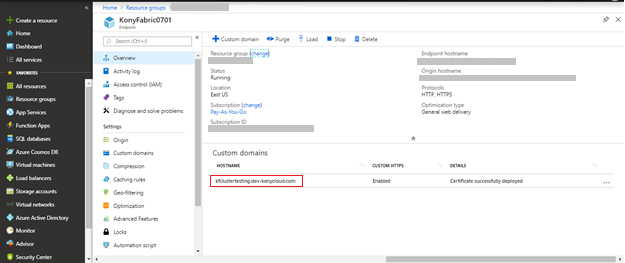 Create a resource
Home
Dashboard
All services
FAVORITES
All resources
Resource groups
App Services
Function Apps
SQL databases
Azure Cosmos DB
Virtual machines
Load balancers
Storage accounts
Virtual networks
Azure Active Directory
Monitor
Advisor
Security Center
Home > Resource groups >
KonyFabric0701
Endpoint
Search (Ctrl+/)
Overview
Activity log
Access control (IAM)
Tags
Diagnose and solve problems
Settings
Origin
Custom domains
Compression
Caching rules
Geo-filtering
Optimization
Advanced Features
Locks
Automation script
Custom domain Purge Load Stop Delete
Resource group (change)
Status
Running
Location
East US
Subscription (change)
Pay-As-You-Go
Subscription ID
Endpoint hostname
Origin hostname
Protocols
HTTP, HTTPS
Optimization type
General web delivery
Custom domains
HOSTNAME CUSTOM HTTPS DETAILS
kfclustertesting.dev-konycloud.com Enabled Certificate successfully deployed ...